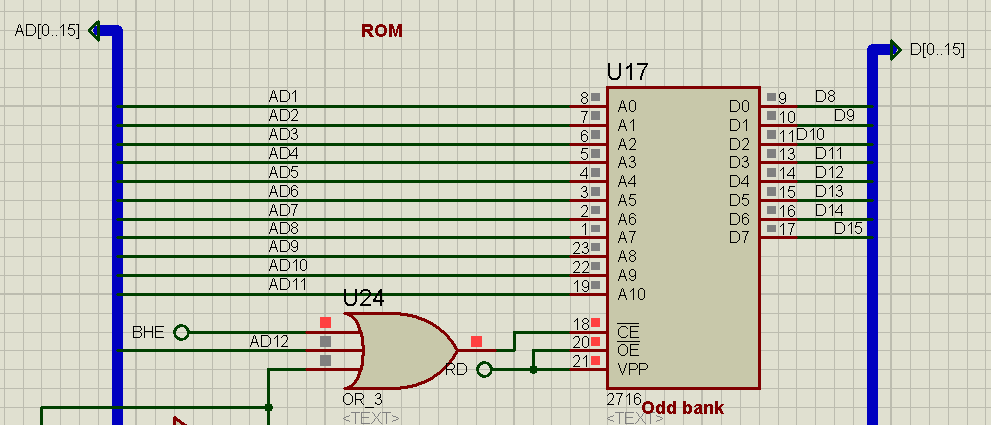 AD[0..15]
ROM
D[0..15]
U17
AD1 8 A0 D0 9 D8
AD2 7 A1 D1 10 D9
AD3 6 A2 D2 11 D10
AD4 5 A3 D3 13 D11
AD5 4 A4 D4 14 D12
AD6 3 A5 D5 15 D13
AD7 2 A6 D6 16 D14
AD8 1 A7 D7 17 D15
AD9 23 A8
AD10 22 A9
AD11 19 A10
U24
BHE 18 CE
AD12 20 OE
RD 21 VPP
OR_3 2716 Odd bank
<TEXT> <TEXT>